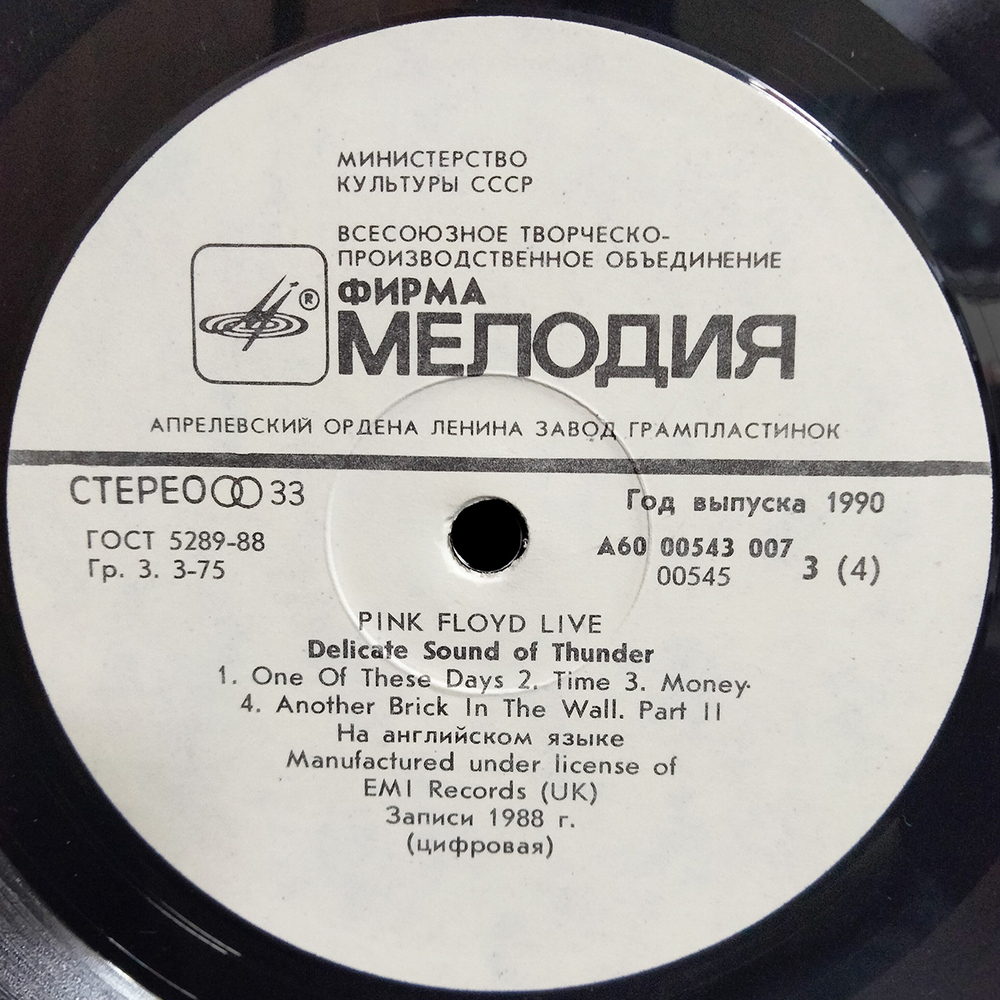 МИНИСТЕРСТВО
КУЛЬТУРЫ СССР
ВСЕСОЮЗНОЕ ТВОРЧЕСКО-
ПРОИЗВОДСТВЕННОЕ ОБЪЕДИНЕНИЕ
ФИРМА
®
МЕЛОДИЯ
АПРЕЛЕВСКИЙ ОРДЕНА ЛЕНИНА ЗАВОД ГРАМПЛАСТИНОК
СТЕРЕО 33
Год выпуска 1990
ГОСТ 5289-88
Гр. 3. 3-75
А60 00543 007
00545
3 (4)
PINK FLOYD LIVE
Delicate Sound of Thunder
1. One Of These Days 2. Time 3. Money.
4. Another Brick In The Wall. Part II
На английском языке
Manufactured under license of
EMI Records (UK)
Записи 1988 г.
(цифровая)